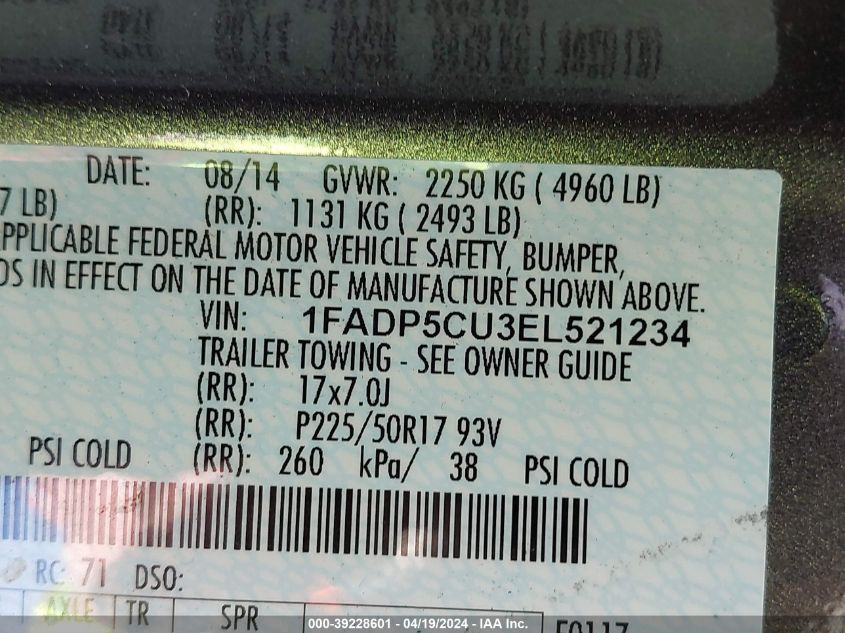 DATE: 08/14 GVWR: 2250 KG ( 4960 LB)
7 LB) (RR): 1131 KG ( 2493 LB)
PPLICABLE FEDERAL MOTOR VEHICLE SAFETY, BUMPER,
DS IN EFFECT ON THE DATE OF MANUFACTURE SHOWN ABOVE.
VIN: 1FADP5CU3EL521234
TRAILER TOWING - SEE OWNER GUIDE
(RR): 17x7.0J
(RR): P225/50R17 93V
PSI COLD (RR): 260 kPa/ 38 PSI COLD
RC: 71 DSO:
AXLE TR SPR
000-39228601 - 04/19/2024 - IAA Inc.